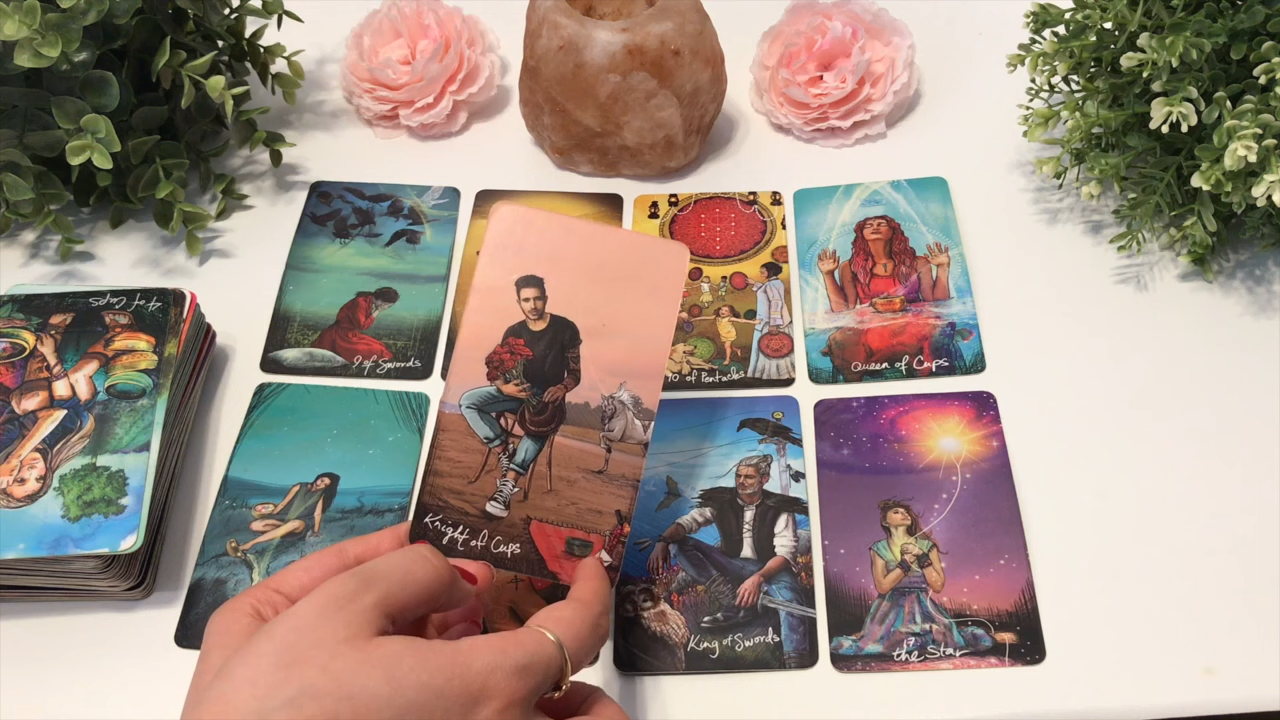 4 of Cups
9 of Swords
10 of Pentacles
Queen of Cups
Knight of Cups
King of Swords
17
the Star